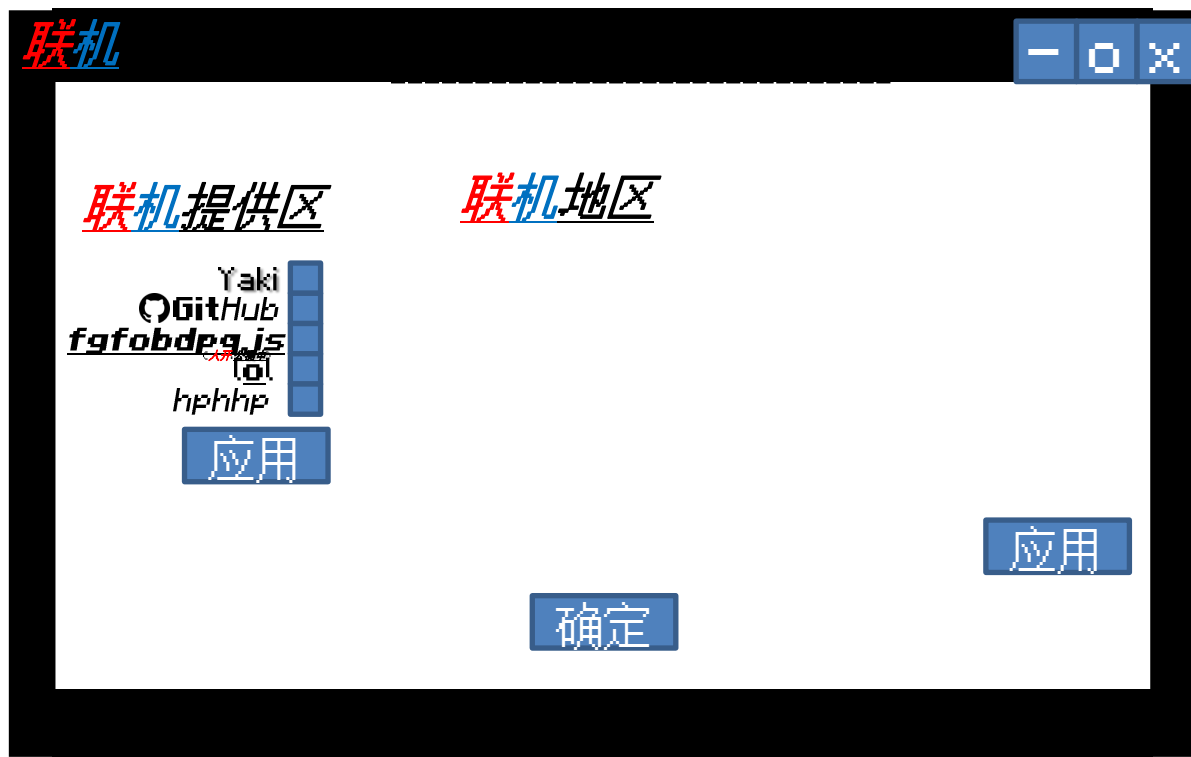 联机
— o x
联机提供区
联机地区
Yaki
GitHub
fgfobdpq.js
(o(
hphhp
应用
应用
确定